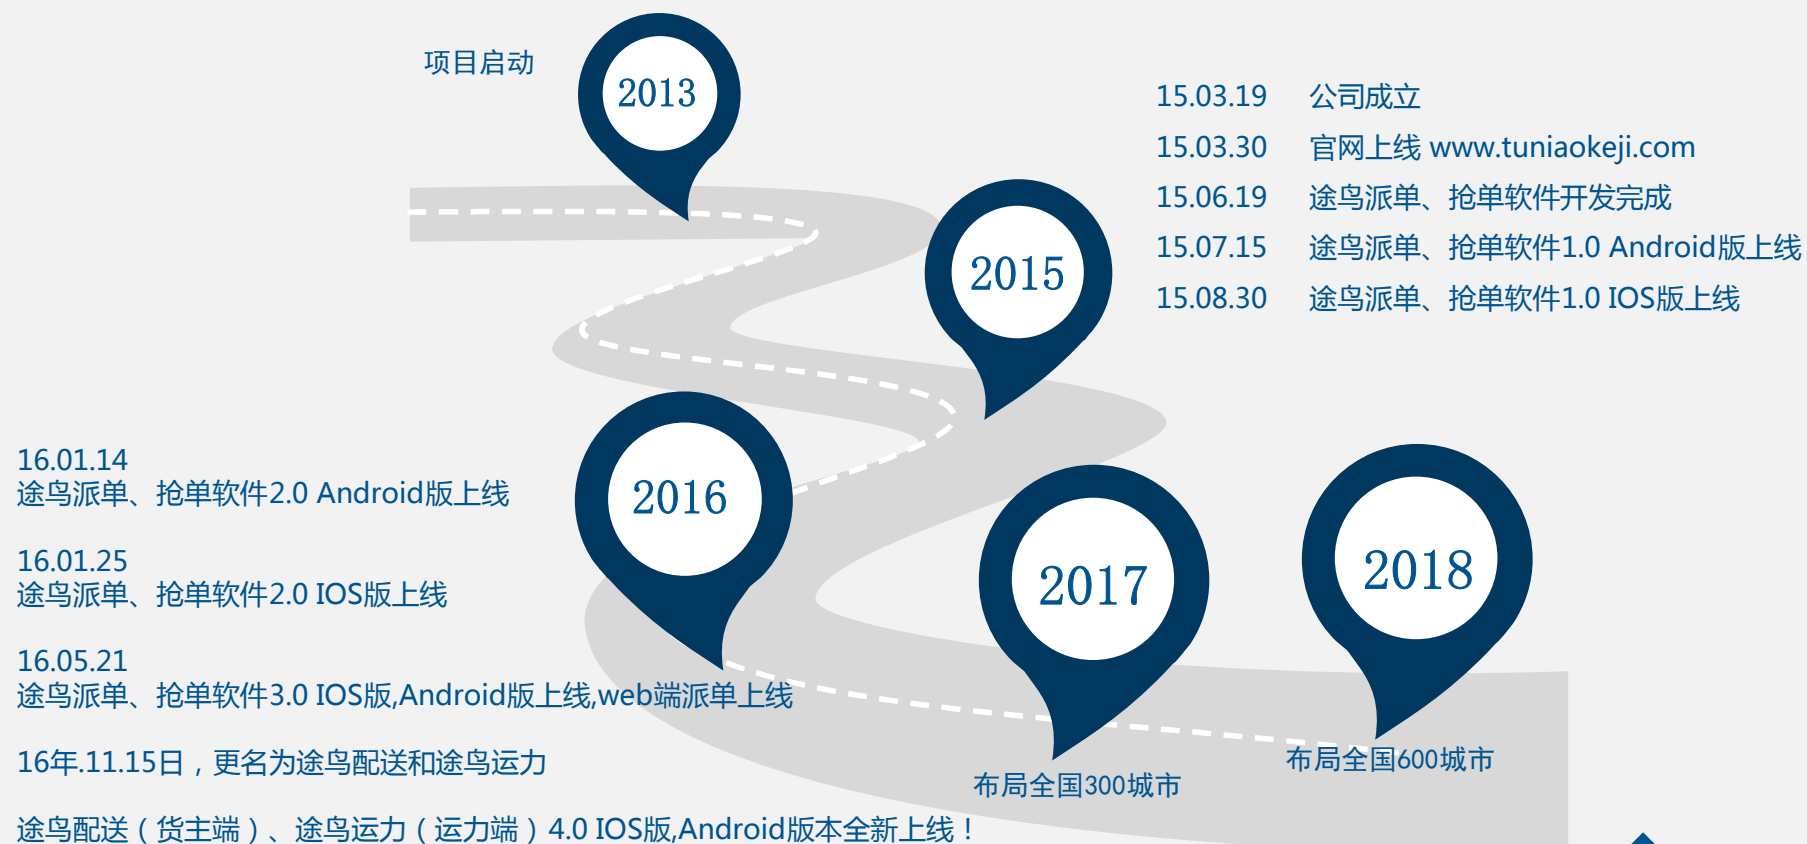 项目启动
2013
15.03.19 公司成立
15.03.30 官网上线 www.tuniaokeji.com
15.06.19 途鸟派单、抢单软件开发完成
15.07.15 途鸟派单、抢单软件1.0 Android版上线
15.08.30 途鸟派单、抢单软件1.0 IOS版上线
2015
16.01.14
途鸟派单、抢单软件2.0 Android版上线
16.01.25
途鸟派单、抢单软件2.0 IOS版上线
16.05.21
途鸟派单、抢单软件3.0 IOS版,Android版上线,web端派单上线
16年.11.15日，更名为途鸟配送和途鸟运力
途鸟配送（货主端）、途鸟运力（运力端）4.0 IOS版,Android版本全新上线！
2016
2017
布局全国300城市
2018
布局全国600城市